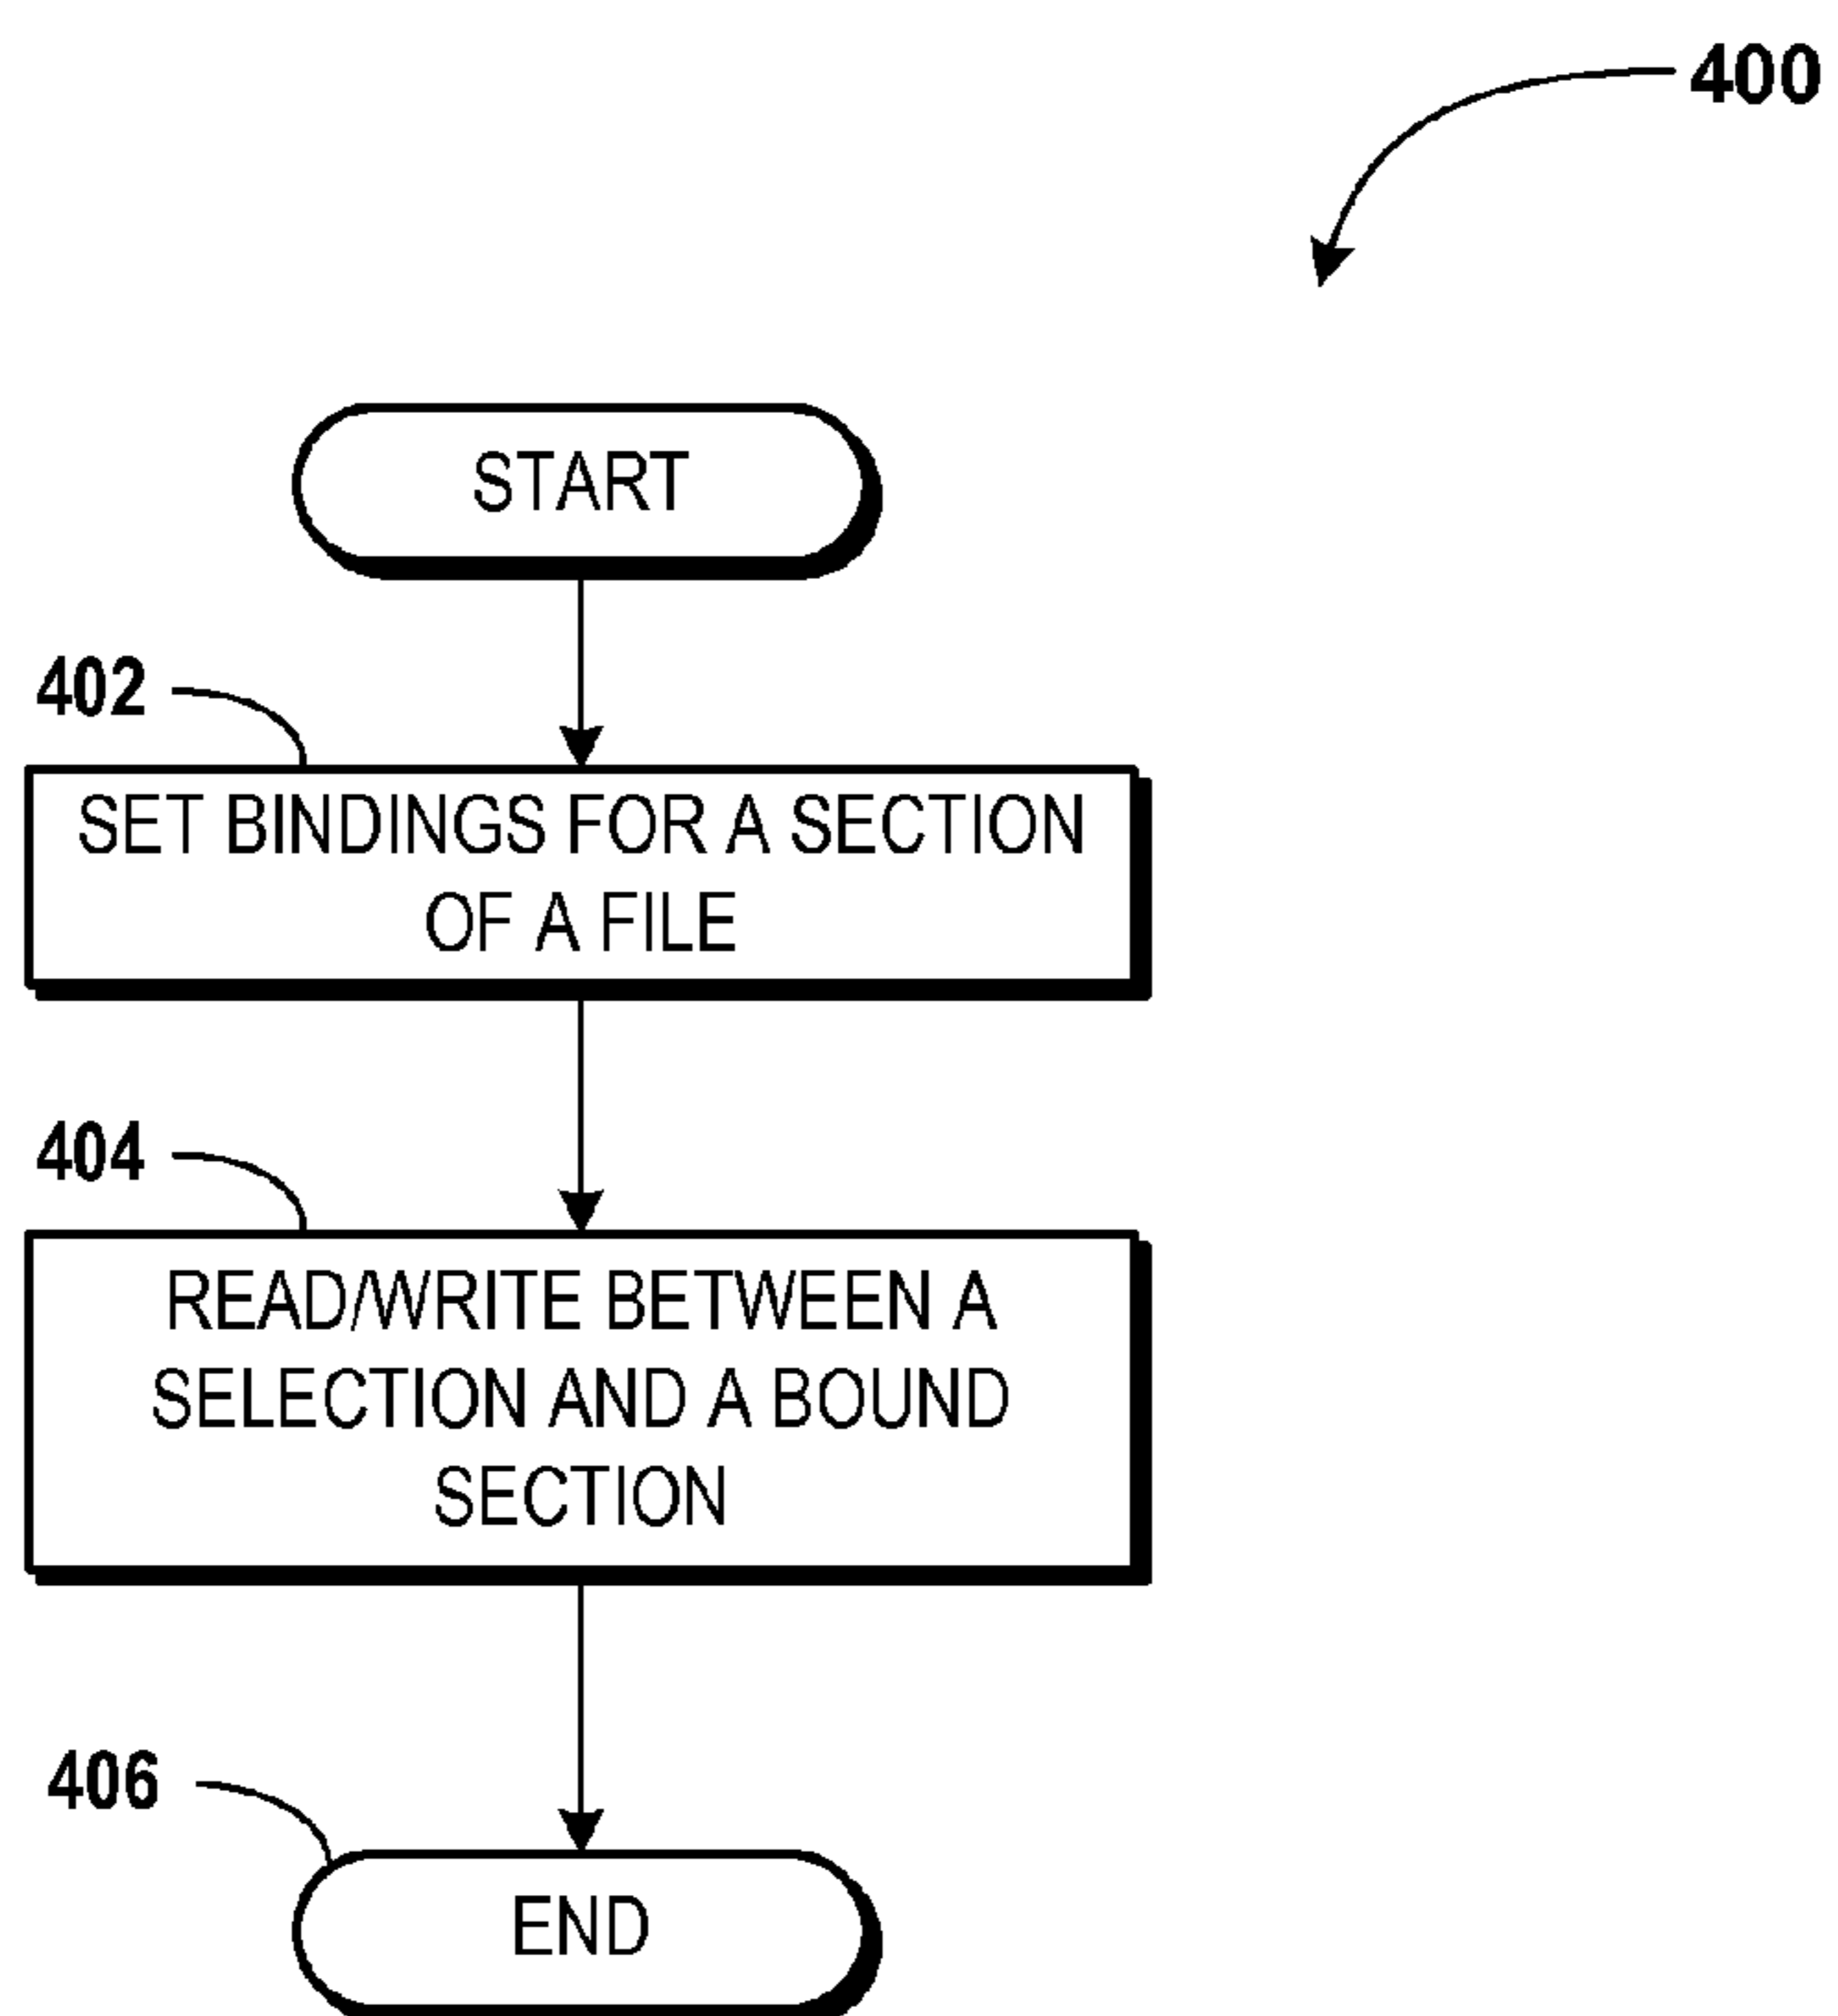 400
START
402
SET BINDINGS FOR A SECTION
OF A FILE
404
READ/WRITE BETWEEN A
SELECTION AND A BOUND
SECTION
406
END